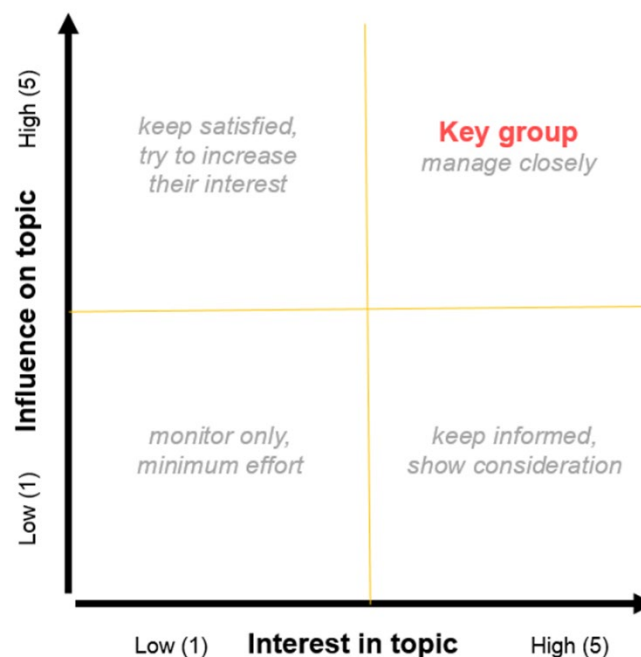 High (5)
keep satisfied,
try to increase
their interest
Key group
manage closely
Influence on topic
monitor only,
minimum effort
keep informed,
show consideration
Low (1)
Low (1) Interest in topic High (5)